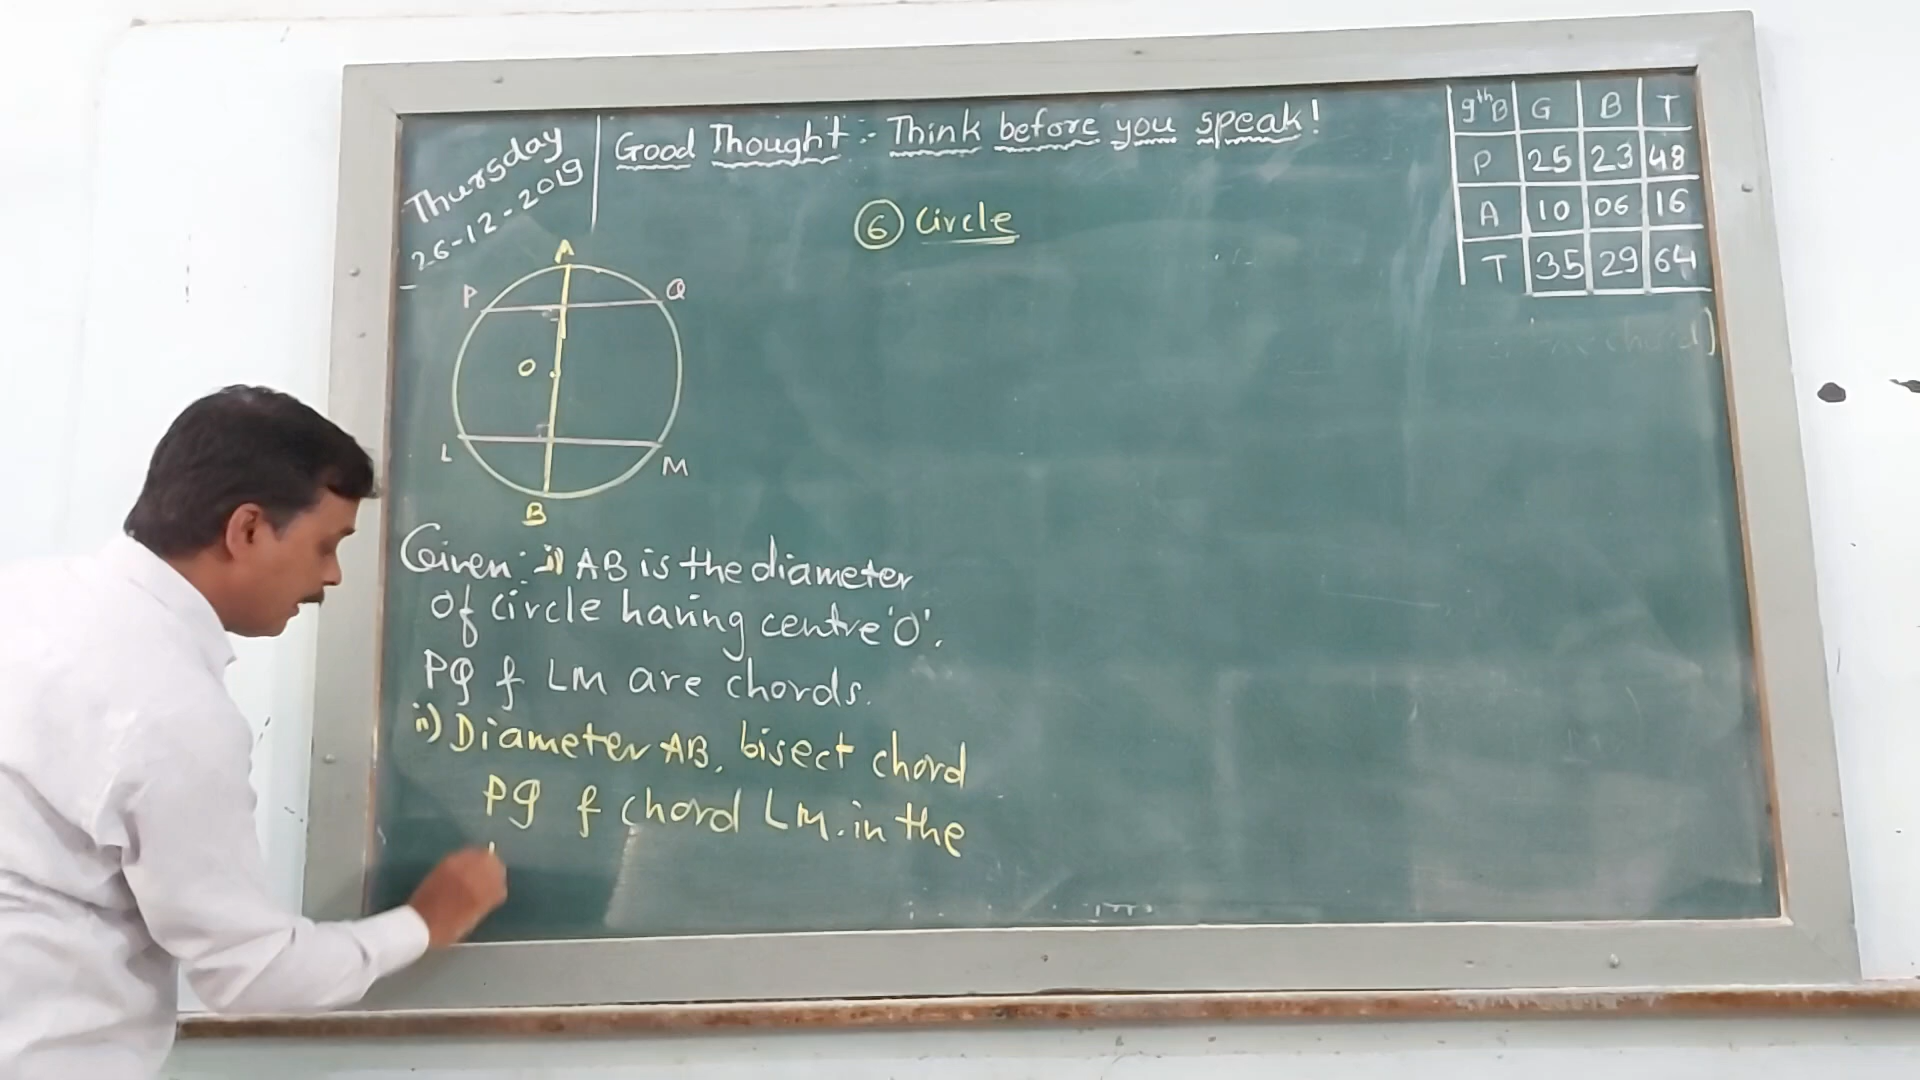 Thursday
26-12-2019
Good Thought :- Think before you speak!
9th B G B T
P 25 23 48
A 10 06 16
T 35 29 64
6 Circle
A
P Q
O
L M
B
Given:- i) AB is the diameter
of circle having centre 'O'.
PQ & LM are chords.
ii) Diameter AB, bisect chord
PQ & chord LM. in the